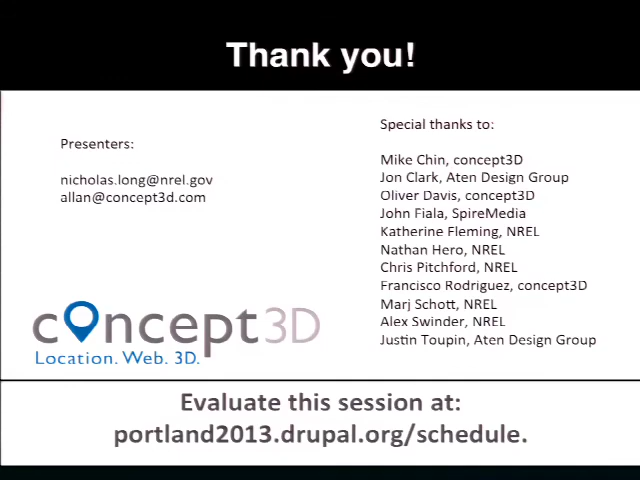 Thank you!
Presenters:
nicholas.long@nrel.gov
allan@concept3d.com
Special thanks to:
Mike Chin, concept3D
Jon Clark, Aten Design Group
Oliver Davis, concept3D
John Fiala, SpireMedia
Katherine Fleming, NREL
Nathan Hero, NREL
Chris Pitchford, NREL
Francisco Rodriguez, concept3D
Marj Schott, NREL
Alex Swinder, NREL
Justin Toupin, Aten Design Group
concept3D
Location. Web. 3D.
Evaluate this session at:
portland2013.drupal.org/schedule.